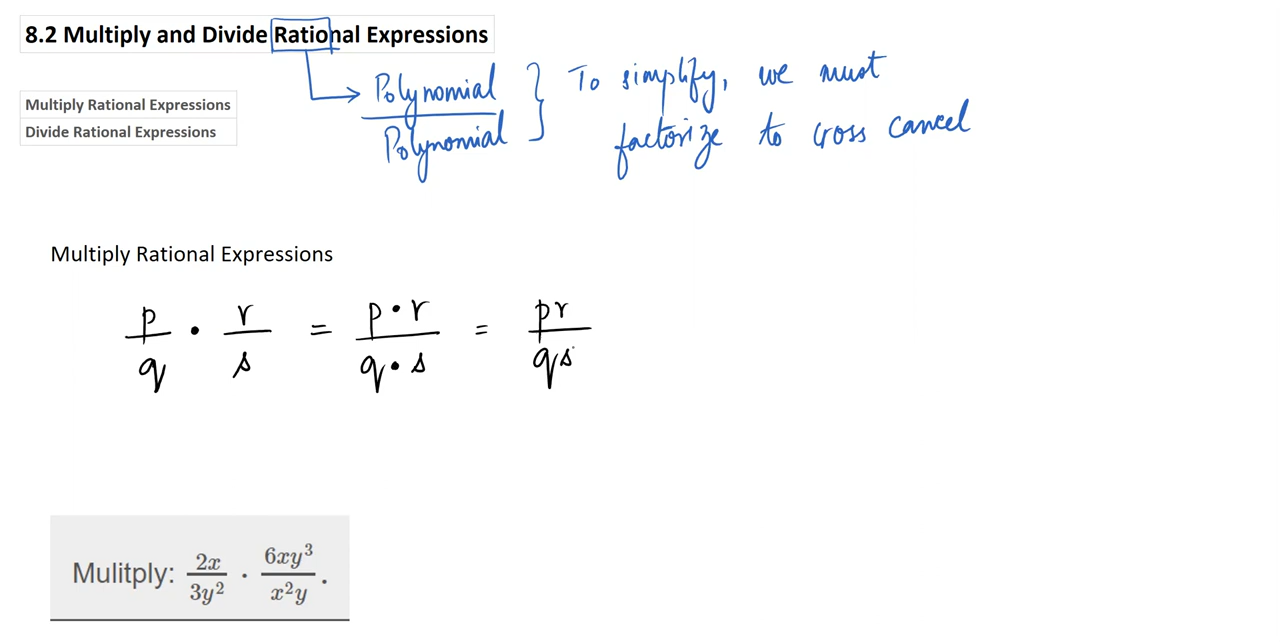 8.2 Multiply and Divide Rational Expressions
Multiply Rational Expressions
Divide Rational Expressions
Polynomial
Polynomial
} To simplify, we must
factorize to cross cancel
Multiply Rational Expressions
p/q • r/s = p•r/q•s = pr/qs
Mulitply: 2x/3y² · 6xy³/x²y.